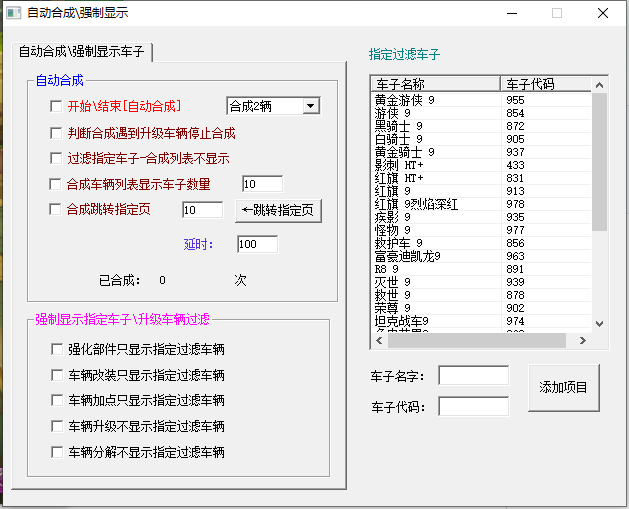 自动合成\强制显示
自动合成\强制显示车子
自动合成
开始\结束[自动合成]
合成2辆
判断合成遇到升级车辆停止合成
过滤指定车子-合成列表不显示
合成车辆列表显示车子数量
10
合成跳转指定页
10
←跳转指定页
延时:
100
已合成: 0 次
强制显示指定车子\升级车辆过滤
强化部件只显示指定过滤车辆
车辆改装只显示指定过滤车辆
车辆加点只显示指定过滤车辆
车辆升级不显示指定过滤车辆
车辆分解不显示指定过滤车辆
指定过滤车子
车子名称 车子代码
黄金游侠 9 955
游侠 9 854
黑骑士 9 872
白骑士 9 905
黄金骑士 9 937
影刺 HT+ 433
红旗 HT+ 831
红旗 9 913
红旗 9烈焰深红 978
疾影 9 935
怪物 9 977
救护车 9 856
富豪迪凯龙9 963
R8 9 891
灭世 9 939
救世 9 878
荣尊 9 902
坦克战车9 974
车子名字:
车子代码:
添加项目